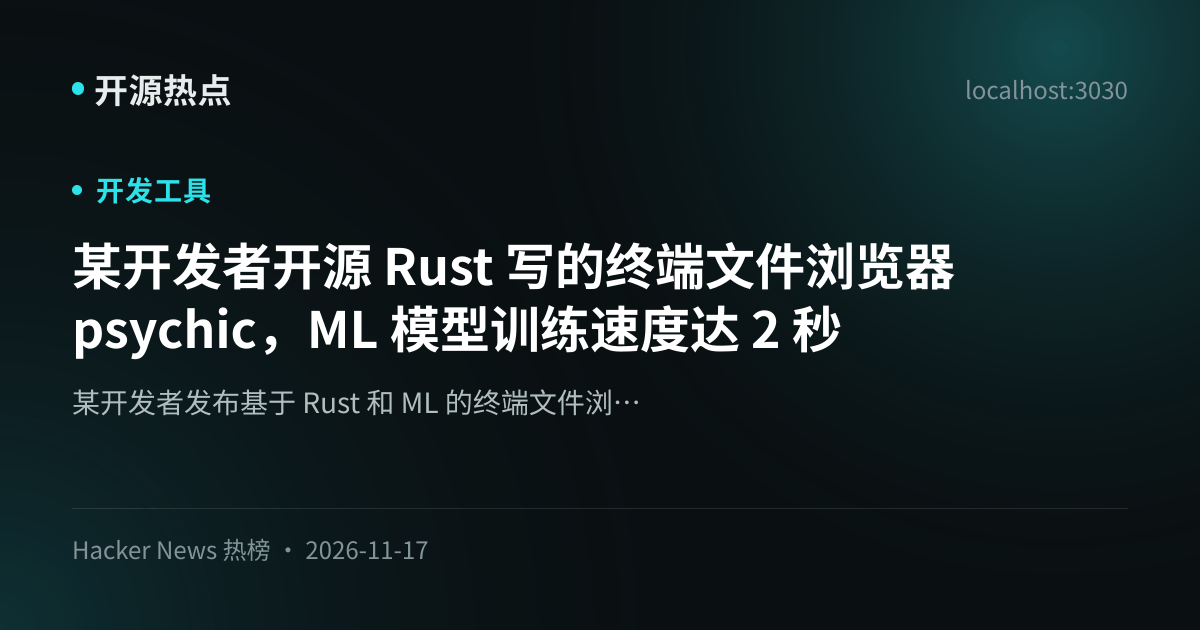 开源热点
localhost:3030
开发工具
某开发者开源 Rust 写的终端文件浏览器
psychic，ML 模型训练速度达 2 秒
某开发者发布基于 Rust 和 ML 的终端文件浏…
Hacker News 热榜 · 2026-11-17